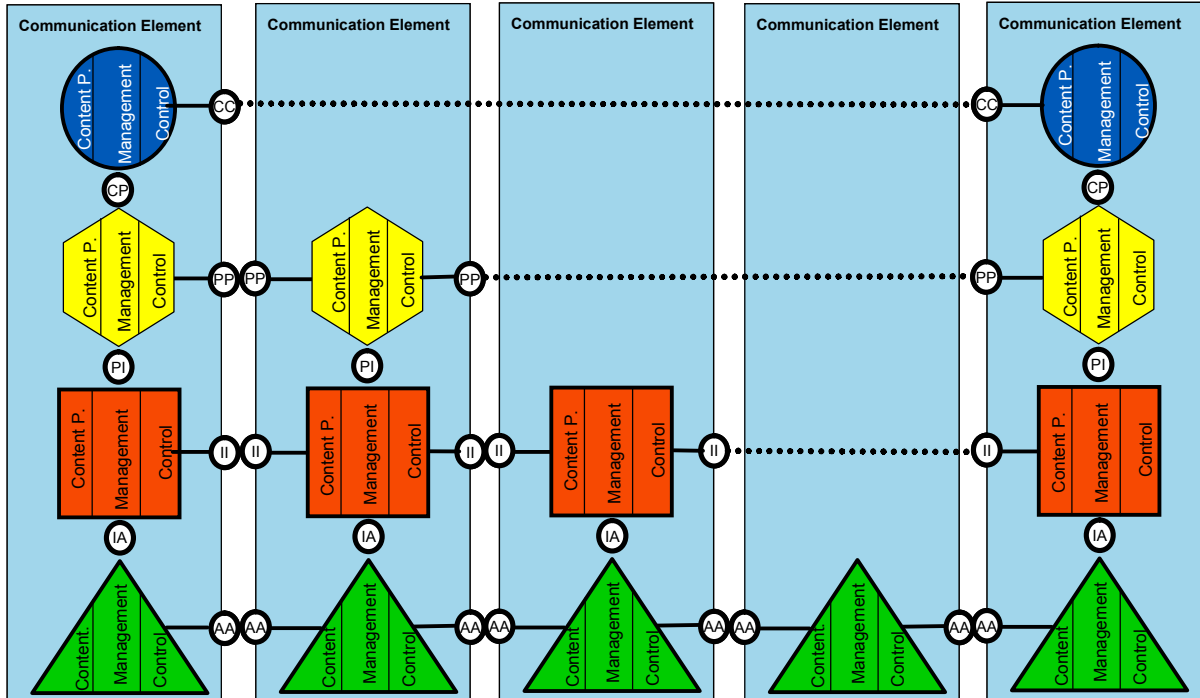 Communication Element
Communication Element
Communication Element
Communication Element
Communication Element
Content P.
Management
Control
CC
CC
Content P.
Management
Control
CP
CP
Content P.
Management
Control
PP
PP
Content P.
Management
Control
PP
PP
Content P.
Management
Control
PI
PI
PI
Content P.
Management
Control
II
II
Content P.
Management
Control
II
II
Content P.
Management
Control
II
II
Content P.
Management
Control
IA
IA
IA
IA
Content.
Management
Control
AA
AA
Content
Management
Control
AA
AA
Content
Management
Control
AA
AA
Content
Management
Control
AA
AA
Content
Management
Control